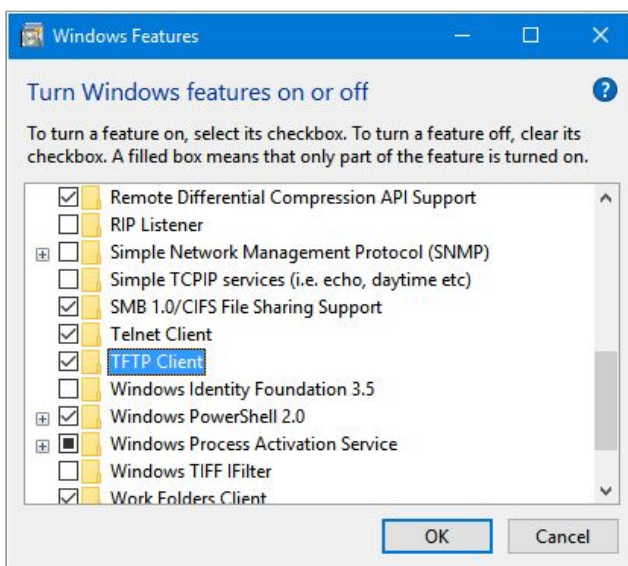 Windows Features
Turn Windows features on or off
?
To turn a feature on, select its checkbox. To turn a feature off, clear its
checkbox. A filled box means that only part of the feature is turned on.
Remote Differential Compression API Support
RIP Listener
Simple Network Management Protocol (SNMP)
Simple TCPIP services (i.e. echo, daytime etc)
SMB 1.0/CIFS File Sharing Support
Telnet Client
TFTP Client
Windows Identity Foundation 3.5
Windows PowerShell 2.0
Windows Process Activation Service
Windows TIFF IFilter
Work Folders Client
OK Cancel